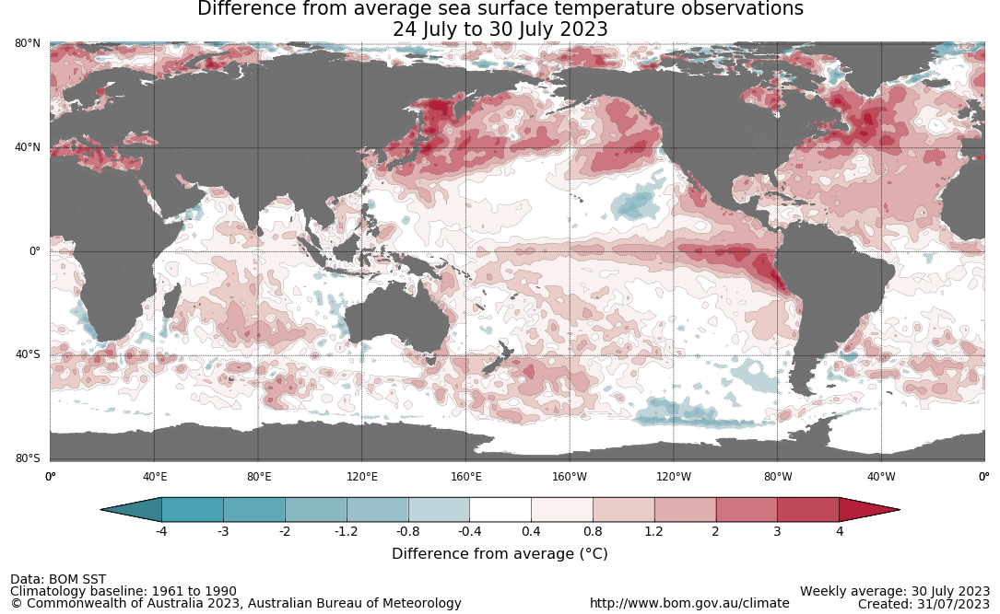 Difference from average sea surface temperature observations
24 July to 30 July 2023
80°N
40°N
0°
40°S
80°S
0° 40°E 80°E 120°E 160°E 160°W 120°W 80°W 40°W 0°
-4 -3 -2 -1.2 -0.8 -0.4 0.4 0.8 1.2 2 3 4
Difference from average (°C)
Data: BOM SST
Climatology baseline: 1961 to 1990
© Commonwealth of Australia 2023, Australian Bureau of Meteorology
http://www.bom.gov.au/climate
Weekly average: 30 July 2023
Created: 31/07/2023